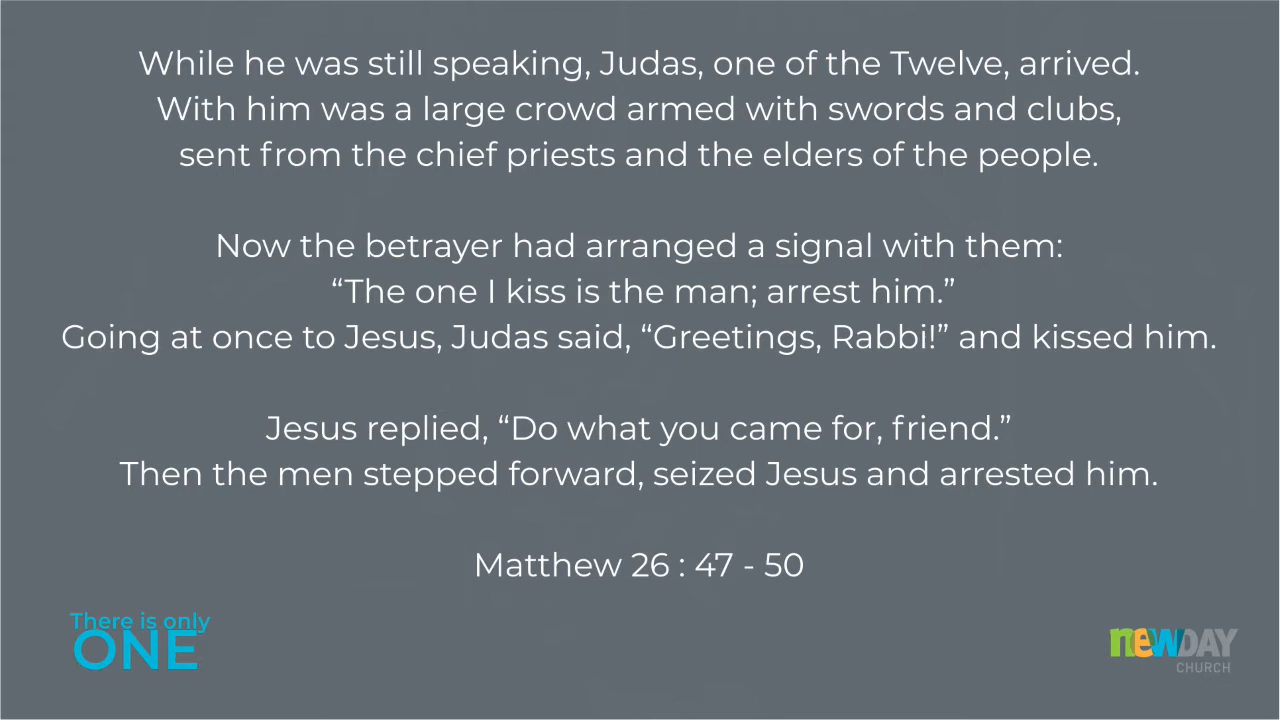 While he was still speaking, Judas, one of the Twelve, arrived.
With him was a large crowd armed with swords and clubs,
sent from the chief priests and the elders of the people.
Now the betrayer had arranged a signal with them:
“The one I kiss is the man; arrest him.”
Going at once to Jesus, Judas said, “Greetings, Rabbi!” and kissed him.
Jesus replied, “Do what you came for, friend.”
Then the men stepped forward, seized Jesus and arrested him.
Matthew 26 : 47 - 50
There is only
ONE
newDAY
CHURCH